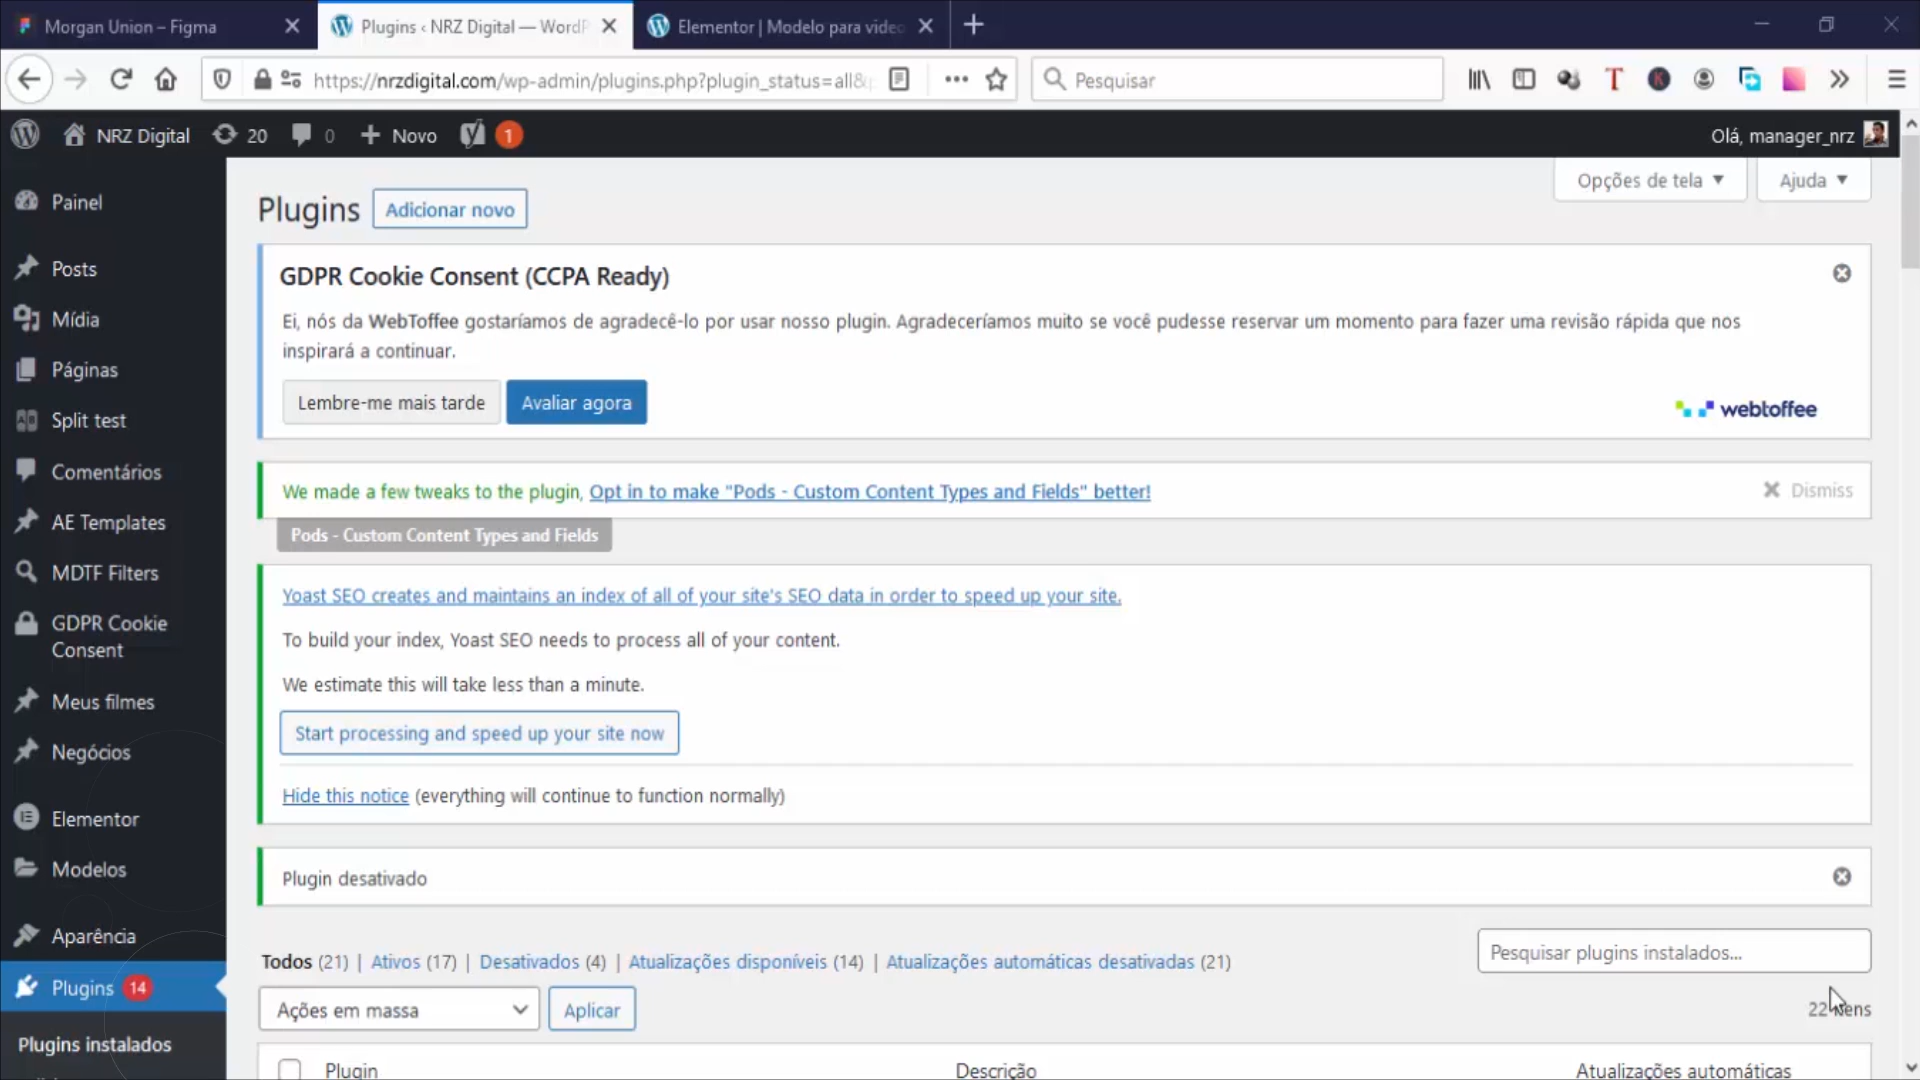 Morgan Union – Figma
Plugins ‹ NRZ Digital — WordP
Elementor | Modelo para video
https://nrzdigital.com/wp-admin/plugins.php?plugin_status=all&
Pesquisar
NRZ Digital
20
0
Novo
1
Olá, manager_nrz
Opções de tela
Ajuda
Painel
Posts
Mídia
Páginas
Split test
Comentários
AE Templates
MDTF Filters
GDPR Cookie
Consent
Meus filmes
Negócios
Elementor
Modelos
Aparência
Plugins 14
Plugins instalados
Plugins
Adicionar novo
GDPR Cookie Consent (CCPA Ready)
Ei, nós da WebToffee gostaríamos de agradecê-lo por usar nosso plugin. Agradeceríamos muito se você pudesse reservar um momento para fazer uma revisão rápida que nos
inspirará a continuar.
Lembre-me mais tarde
Avaliar agora
webtoffee
We made a few tweaks to the plugin, Opt in to make "Pods - Custom Content Types and Fields" better!
Dismiss
Pods - Custom Content Types and Fields
Yoast SEO creates and maintains an index of all of your site's SEO data in order to speed up your site.
To build your index, Yoast SEO needs to process all of your content.
We estimate this will take less than a minute.
Start processing and speed up your site now
Hide this notice (everything will continue to function normally)
Plugin desativado
Todos (21) | Ativos (17) | Desativados (4) | Atualizações disponíveis (14) | Atualizações automáticas desativadas (21)
Pesquisar plugins instalados...
Ações em massa
Aplicar
22 itens
Plugin
Descrição
Atualizações automáticas